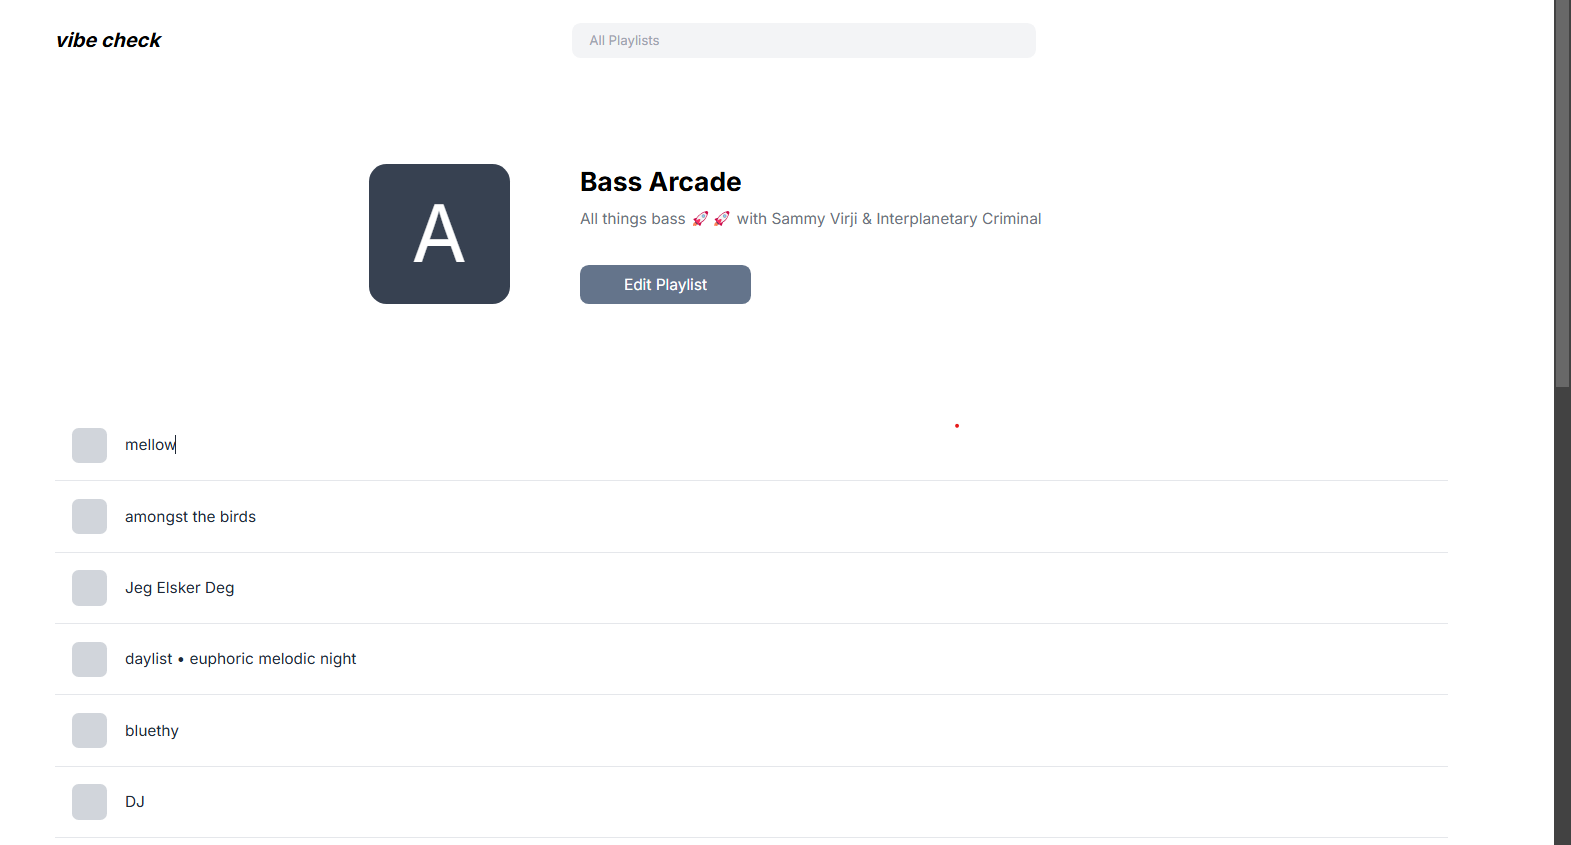 vibe check
All Playlists
A
Bass Arcade
All things bass 🚀 🚀 with Sammy Virji & Interplanetary Criminal
Edit Playlist
mellow
amongst the birds
Jeg Elsker Deg
daylist • euphoric melodic night
bluethy
DJ